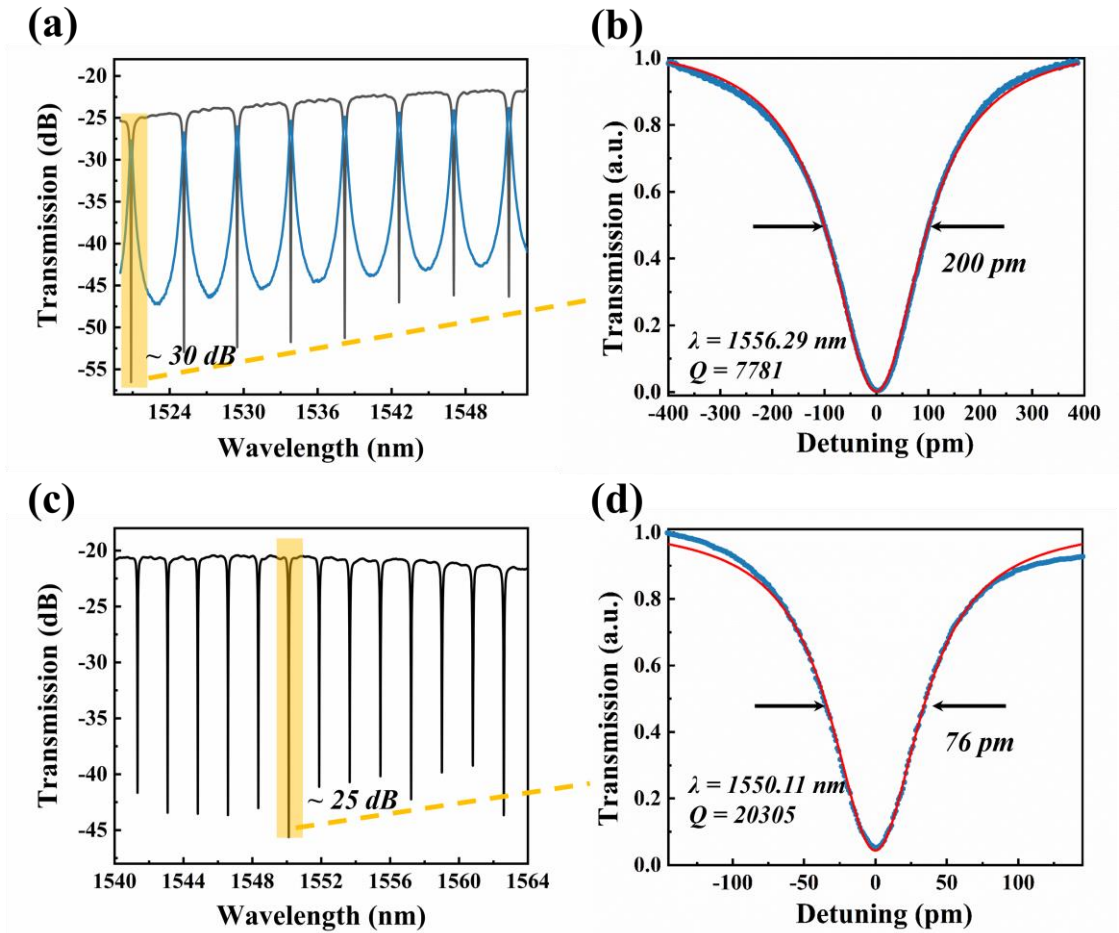 (a)
-20
-25
-30
-35
-40
-45
-50
-55
Transmission (dB)
~ 30 dB
1524 1530 1536 1542 1548
Wavelength (nm)
(b)
1.0
0.8
0.6
0.4
0.2
0.0
Transmission (a.u.)
200 pm
λ = 1556.29 nm
Q = 7781
-400 -300 -200 -100 0 100 200 300 400
Detuning (pm)
(c)
-20
-25
-30
-35
-40
-45
Transmission (dB)
~ 25 dB
1540 1544 1548 1552 1556 1560 1564
Wavelength (nm)
(d)
1.0
0.8
0.6
0.4
0.2
0.0
Transmission (a.u.)
76 pm
λ = 1550.11 nm
Q = 20305
-100 -50 0 50 100
Detuning (pm)